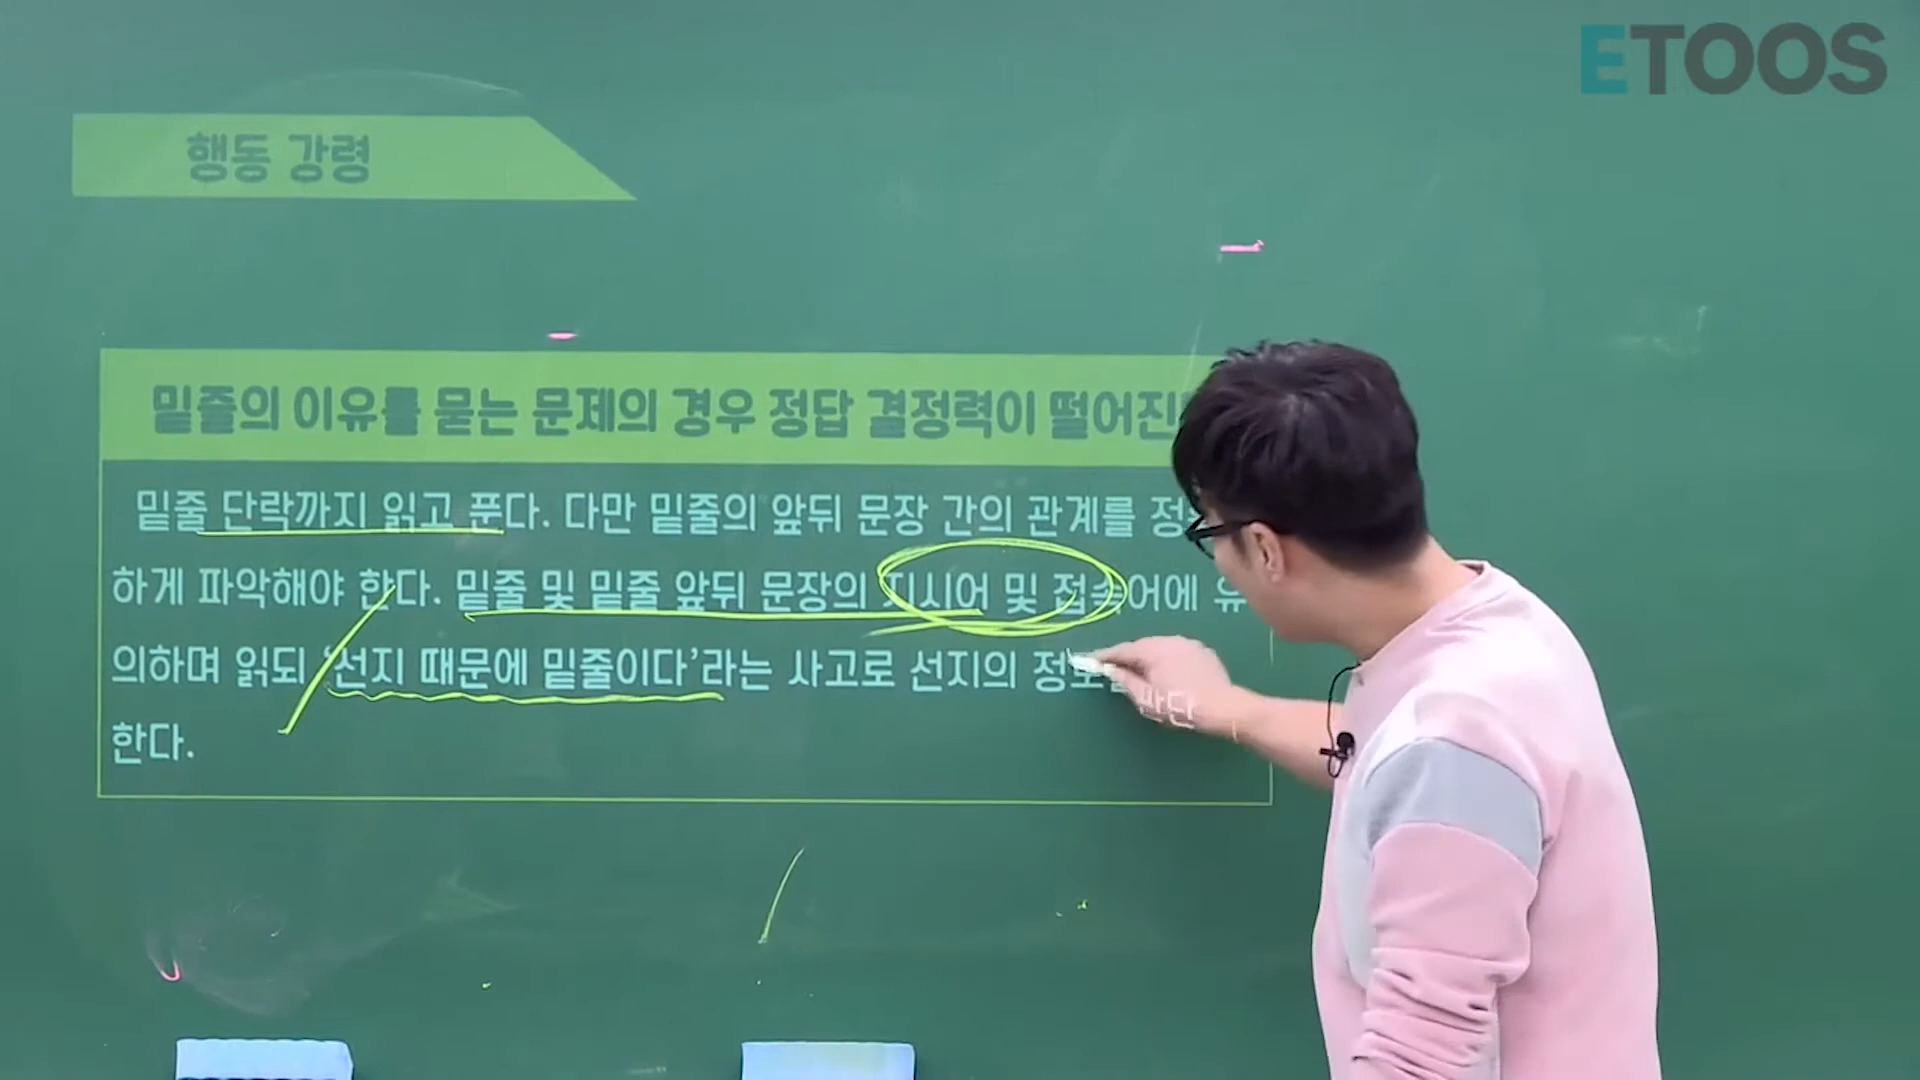 ETOOS
행동 강령
밑줄의 이유를 묻는 문제의 경우 정답 결정력이 떨어진
밑줄 단락까지 읽고 푼다. 다만 밑줄의 앞뒤 문장 간의 관계를
하게 파악해야 한다. 밑줄 및 밑줄 앞뒤 문장의 지시어 및 접속어에 유
의하며 읽되 '선지 때문에 밑줄이다'라는 사고로 선지의 판단
한다.